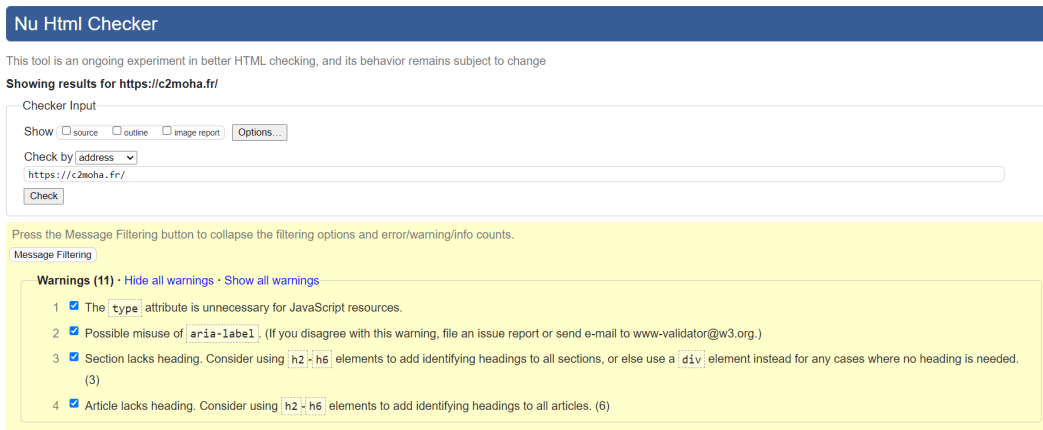 Nu Html Checker
This tool is an ongoing experiment in better HTML checking, and its behavior remains subject to change
Showing results for https://c2moha.fr/
Checker Input
Show source outline image report Options...
Check by address
https://c2moha.fr/
Check
Press the Message Filtering button to collapse the filtering options and error/warning/info counts.
Message Filtering
Warnings (11) · Hide all warnings · Show all warnings
1 The type attribute is unnecessary for JavaScript resources.
2 Possible misuse of aria-label. (If you disagree with this warning, file an issue report or send e-mail to www-validator@w3.org.)
3 Section lacks heading. Consider using h2-h6 elements to add identifying headings to all sections, or else use a div element instead for any cases where no heading is needed.
(3)
4 Article lacks heading. Consider using h2-h6 elements to add identifying headings to all articles. (6)